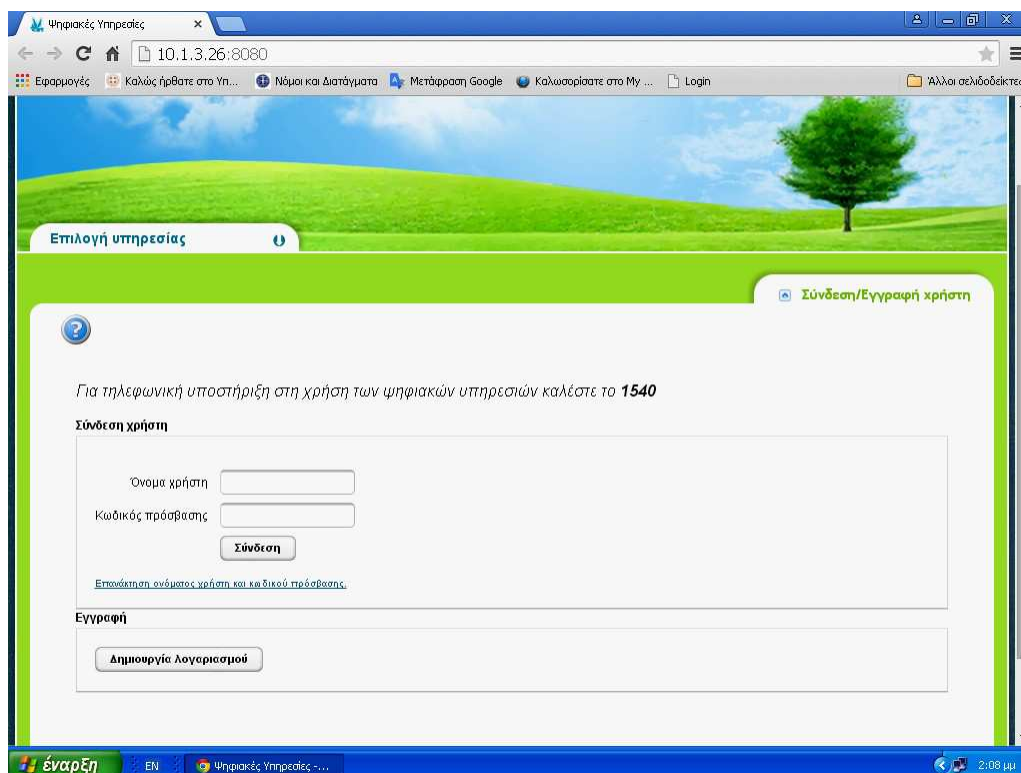 Ψηφιακές Υπηρεσίες
10.1.3.26:8080
Εφαρμογές Καλώς ήρθατε στο Υπ... Νόμοι και Διατάγματα Μετάφραση Google Καλωσορίσατε στο My ... Login Άλλοι σελιδοδείκτες
Επιλογή υπηρεσίας
Σύνδεση/Εγγραφή χρήστη
Για τηλεφωνική υποστήριξη στη χρήση των ψηφιακών υπηρεσιών καλέστε το 1540
Σύνδεση χρήστη
Όνομα χρήστη
Κωδικός πρόσβασης
Σύνδεση
Επανάκτηση ονόματος χρήστη και κωδικού πρόσβασης.
Εγγραφή
Δημιουργία λογαριασμού
έναρξη EN Ψηφιακές Υπηρεσίες -... 2:08 μμ